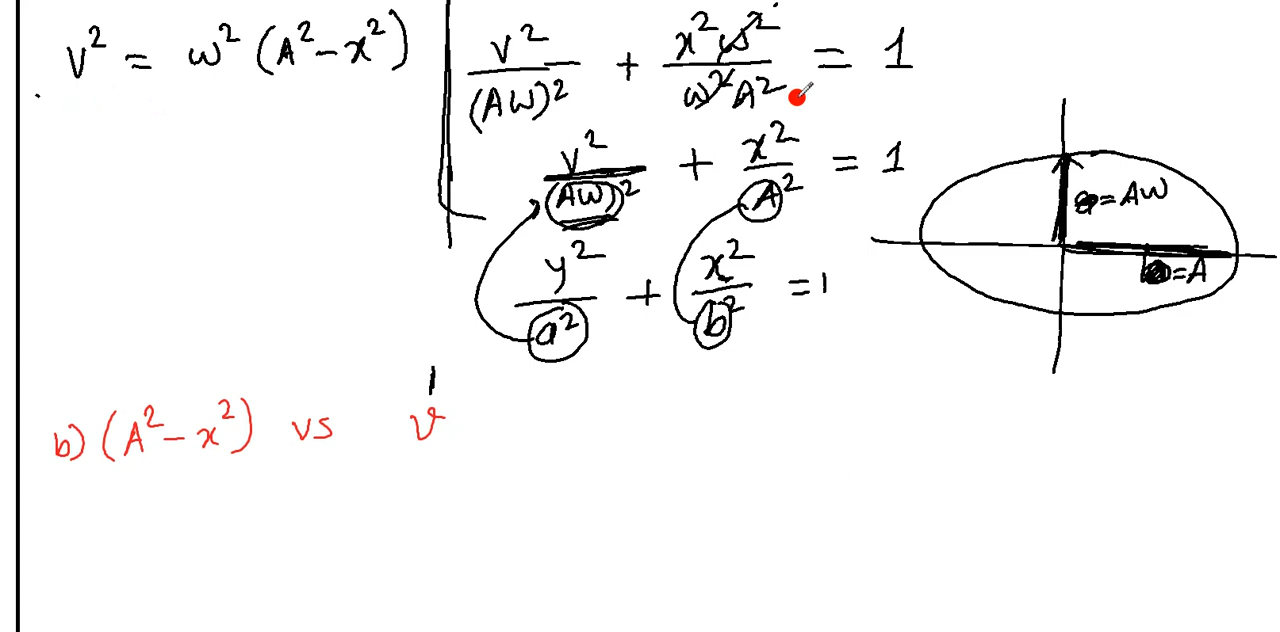 v² = ω² (A² − x²)
v²/(Aω)² + x²ω²/ω²A² = 1
v²/(Aω)² + x²/A² = 1
a = Aω
y²/a² + x²/b² = 1
b = A
b) (A² − x²) vs v